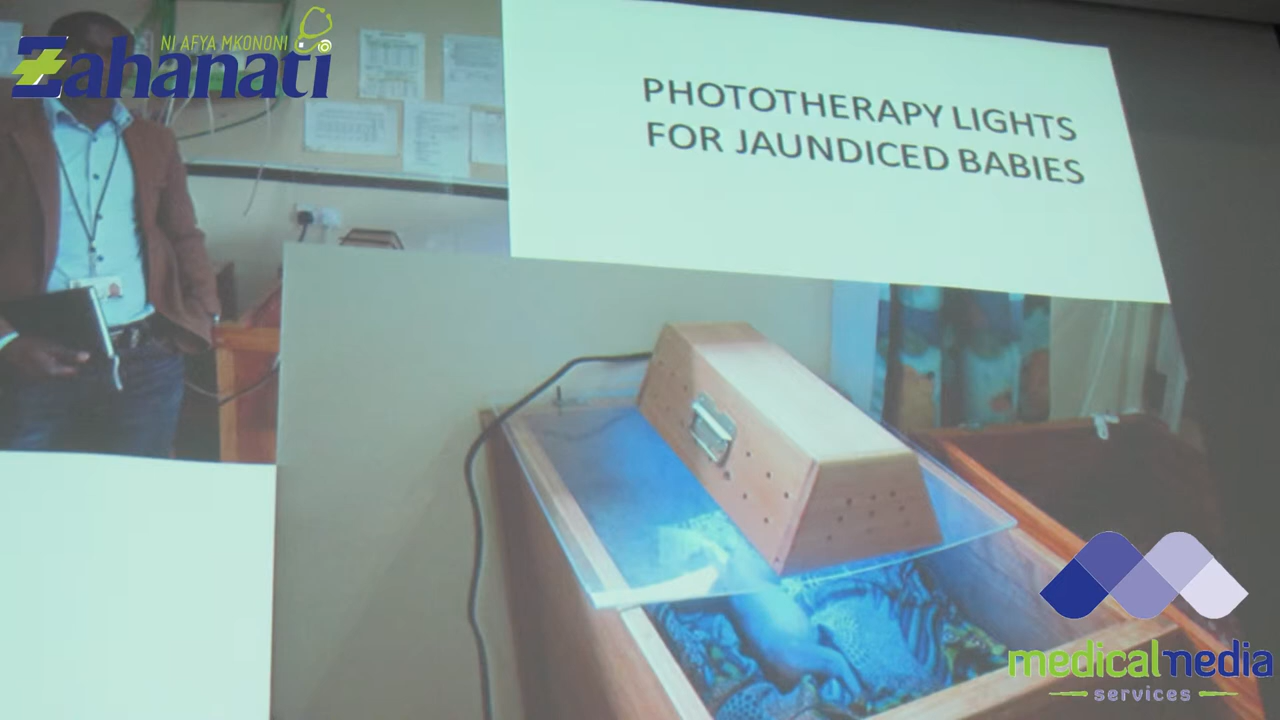 NI AFYA MKONONI
Zahanati
PHOTOTHERAPY LIGHTS
FOR JAUNDICED BABIES
medicalmedia
services